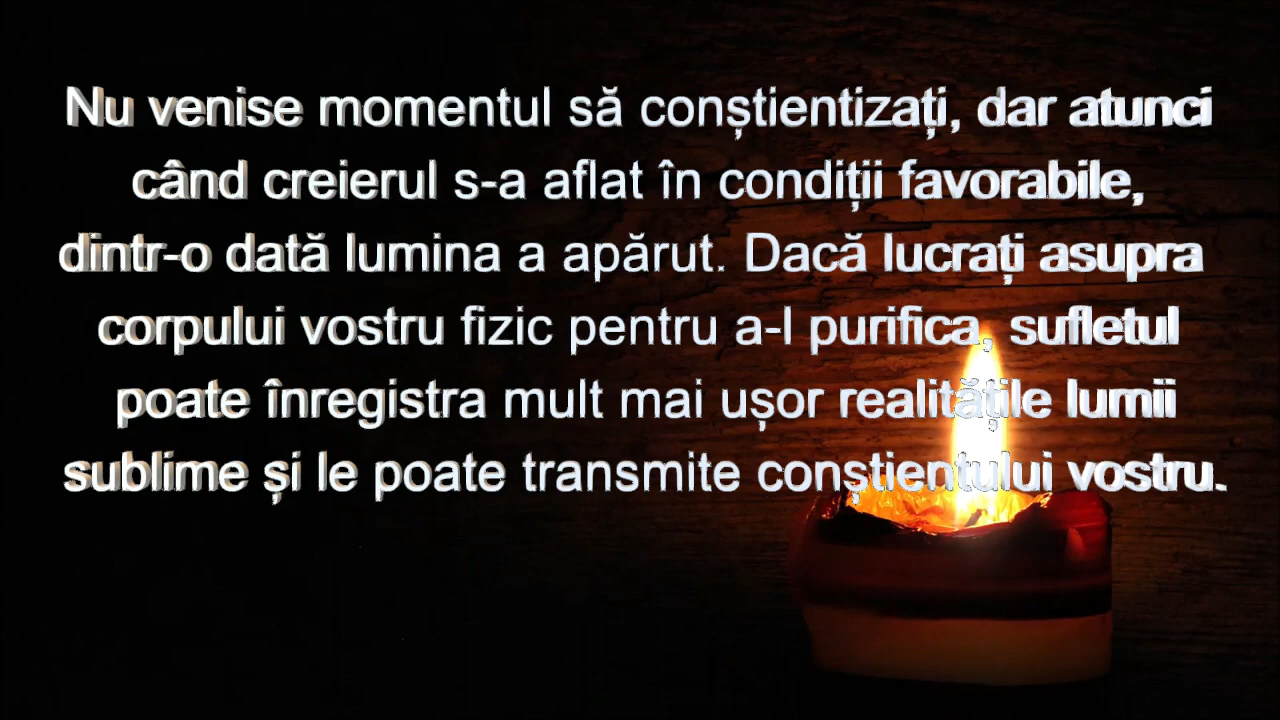 Nu venise momentul să conștientizați, dar atunci
când creierul s-a aflat în condiții favorabile,
dintr-o dată lumina a apărut. Dacă lucrați asupra
corpului vostru fizic pentru a-l purifica, sufletul
poate înregistra mult mai ușor realitățile lumii
sublime și le poate transmite conștientului vostru.